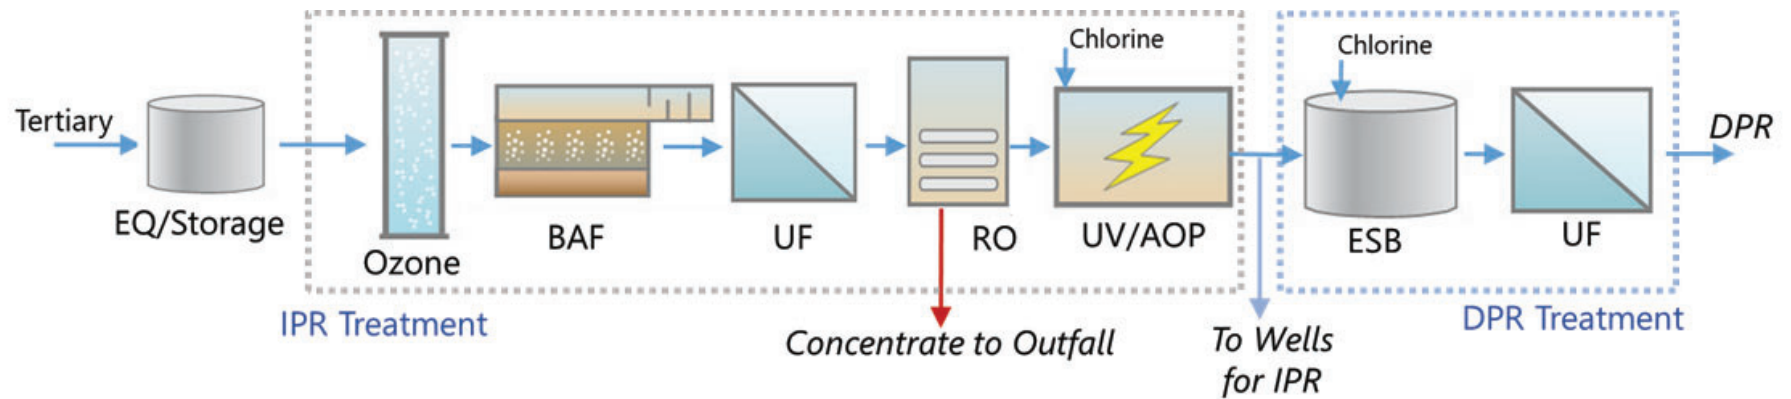 Chlorine
Chlorine
Tertiary
DPR
EQ/Storage
Ozone
BAF
UF
RO
UV/AOP
ESB
UF
IPR Treatment
DPR Treatment
Concentrate to Outfall
To Wells
for IPR